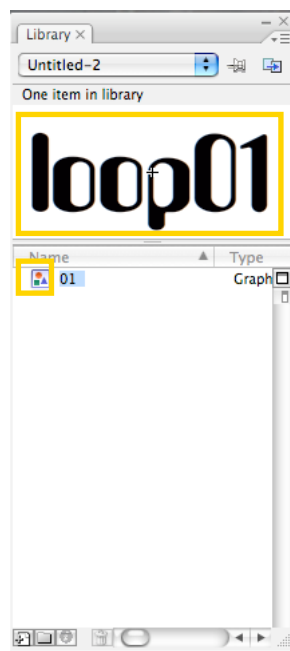 Library ×
Untitled-2
One item in library
loop01
Name Type
01 Graph